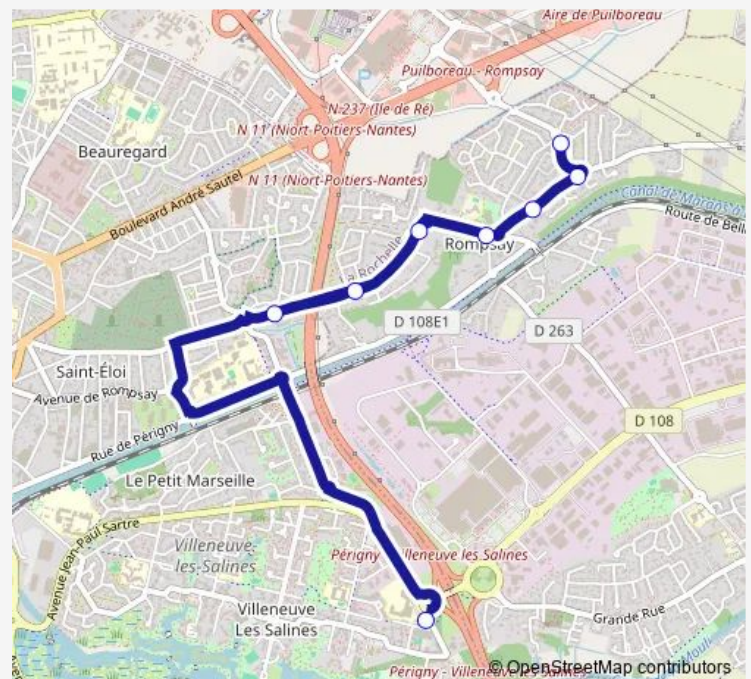 Aire de Puilboreau
Puilboreau - Rompsay
N 237 (Ile de Ré)
N 11 (Niort-Poitiers-Nantes)
Beauregard
N 11 (Niort-Poitiers-Nantes)
Boulevard André Sautel
Canal de Marans à
Route de Bell
La Rochelle
Rompsay
D 108E1
D 263
Saint-Éloi
Avenue de Rompsay
D 108
Rue de Périgny
Le Petit Marseille
Avenue Jean-Paul Sartre
Villeneuve
les-Salines
Périgny - Villeneuve les Salines
Villeneuve
Les Salines
Grande Rue
Périgny - Villeneuve les Salines
© OpenStreetMap contributors